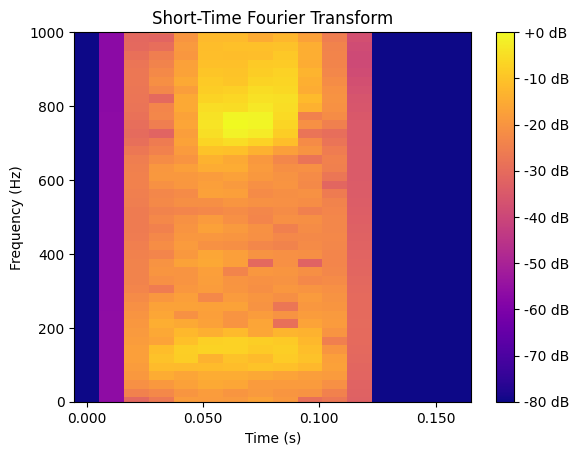 Short-Time Fourier Transform
1000
800
600
400
200
0
Frequency (Hz)
0.000
0.050
0.100
0.150
Time (s)
+0 dB
-10 dB
-20 dB
-30 dB
-40 dB
-50 dB
-60 dB
-70 dB
-80 dB